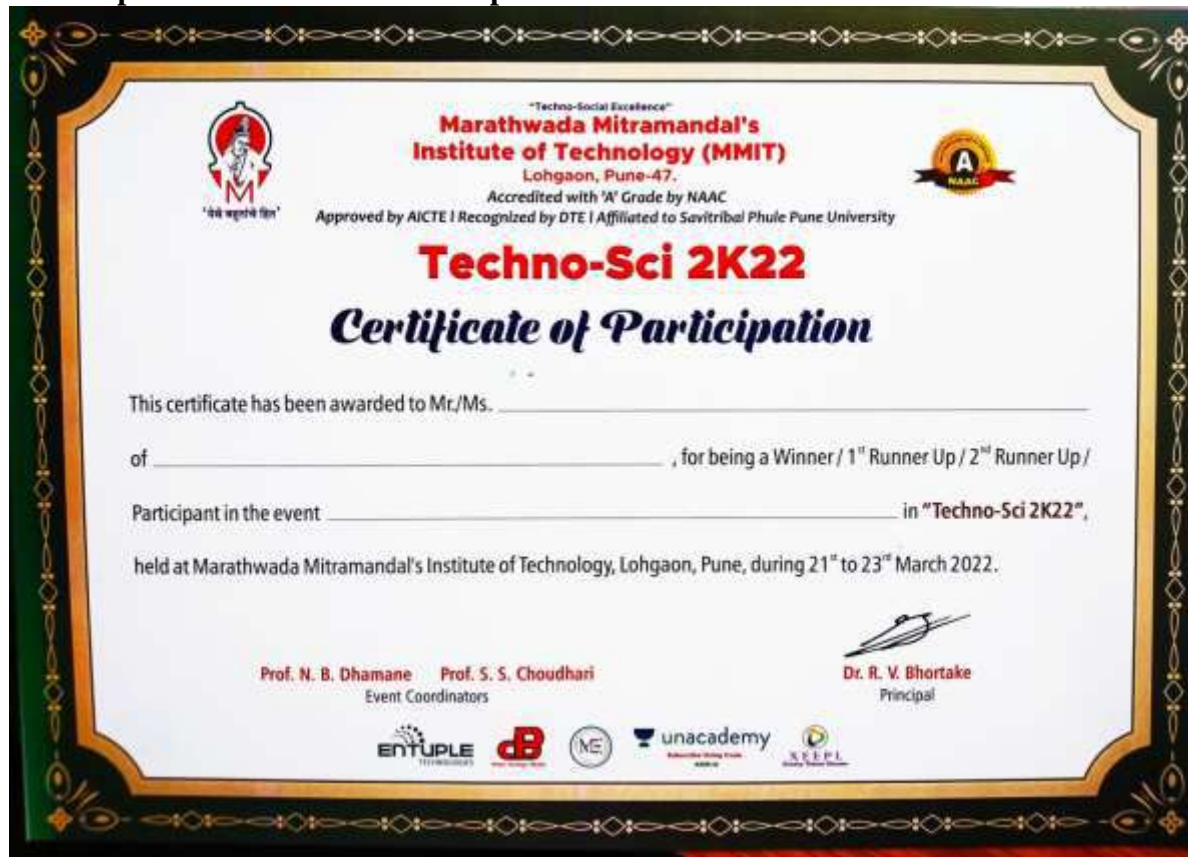 "Techno-Social Excellence"
Marathwada Mitramandal's
Institute of Technology (MMIT)
Lohgaon, Pune-47.
Accredited with 'A' Grade by NAAC
Approved by AICTE I Recognized by DTE I Affiliated to Savitribai Phule Pune University
'येथे बहुतांचे हित'
A
NAAC
Techno-Sci 2K22
Certificate of Participation
This certificate has been awarded to Mr./Ms.
of , for being a Winner / 1st Runner Up / 2nd Runner Up /
Participant in the event in "Techno-Sci 2K22",
held at Marathwada Mitramandal's Institute of Technology, Lohgaon, Pune, during 21st to 23rd March 2022.
Prof. N. B. Dhamane Prof. S. S. Choudhari
Event Coordinators
Dr. R. V. Bhortake
Principal
ENTUPLE
TECHNOLOGIES
dB
ME
unacademy
XEEPL